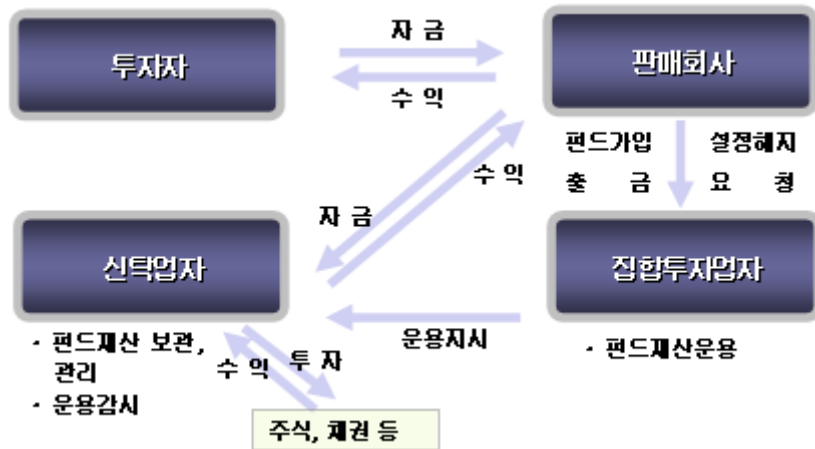 자 금
투자자
판매회사
수 익
펀드가입 설정해지
출 금 요 청
수 익
자 금
신탁업자
집합투자업자
운용지시
· 펀드재산 보관,
관리
· 운용감시
수 익
투 자
· 펀드재산운용
주식, 채권 등